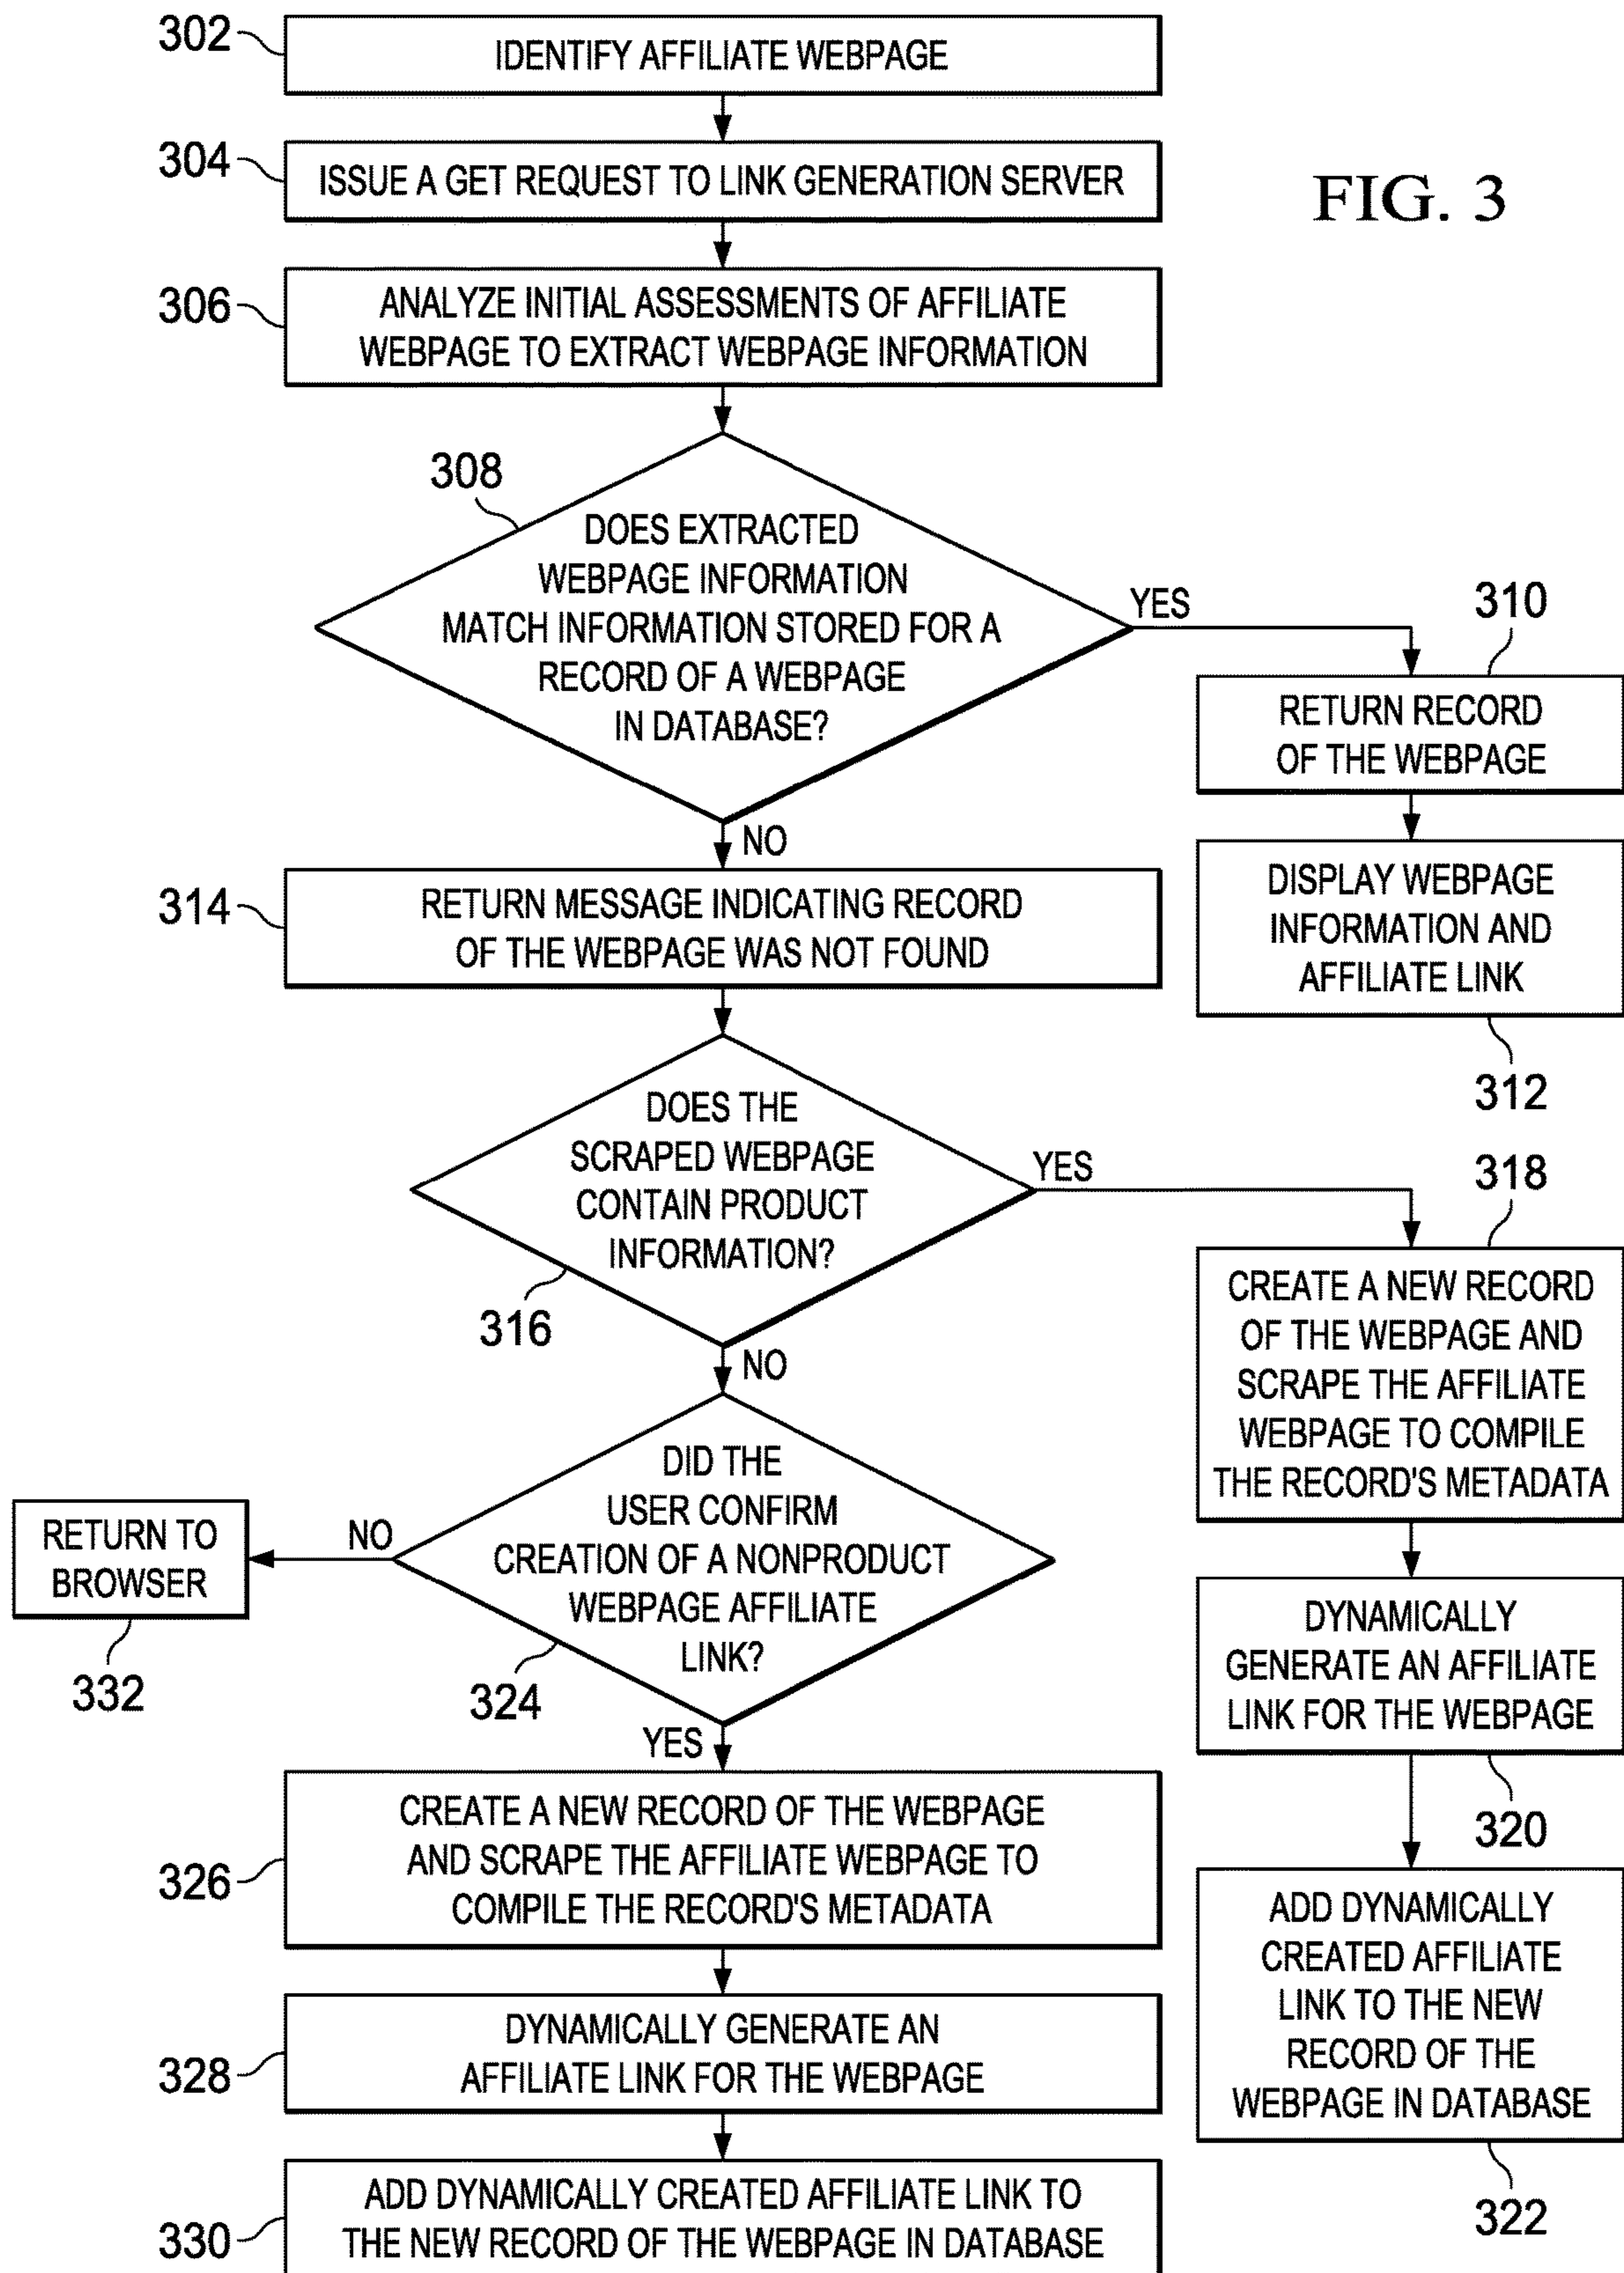 302
IDENTIFY AFFILIATE WEBPAGE
304
ISSUE A GET REQUEST TO LINK GENERATION SERVER
FIG. 3
306
ANALYZE INITIAL ASSESSMENTS OF AFFILIATE
WEBPAGE TO EXTRACT WEBPAGE INFORMATION
308
DOES EXTRACTED
WEBPAGE INFORMATION
MATCH INFORMATION STORED FOR A
RECORD OF A WEBPAGE
IN DATABASE?
YES
310
RETURN RECORD
OF THE WEBPAGE
DISPLAY WEBPAGE
INFORMATION AND
AFFILIATE LINK
312
NO
314
RETURN MESSAGE INDICATING RECORD
OF THE WEBPAGE WAS NOT FOUND
DOES THE
SCRAPED WEBPAGE
CONTAIN PRODUCT
INFORMATION?
316
YES
318
CREATE A NEW RECORD
OF THE WEBPAGE AND
SCRAPE THE AFFILIATE
WEBPAGE TO COMPILE
THE RECORD'S METADATA
DYNAMICALLY
GENERATE AN AFFILIATE
LINK FOR THE WEBPAGE
320
ADD DYNAMICALLY
CREATED AFFILIATE
LINK TO THE NEW
RECORD OF THE
WEBPAGE IN DATABASE
322
NO
DID THE
USER CONFIRM
CREATION OF A NONPRODUCT
WEBPAGE AFFILIATE
LINK?
324
NO
RETURN TO
BROWSER
332
YES
326
CREATE A NEW RECORD OF THE WEBPAGE
AND SCRAPE THE AFFILIATE WEBPAGE TO
COMPILE THE RECORD'S METADATA
328
DYNAMICALLY GENERATE AN
AFFILIATE LINK FOR THE WEBPAGE
330
ADD DYNAMICALLY CREATED AFFILIATE LINK TO
THE NEW RECORD OF THE WEBPAGE IN DATABASE